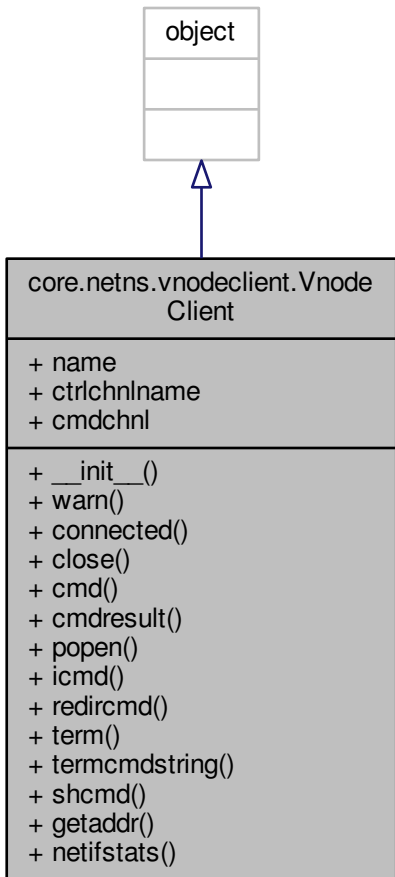 object
core.netns.vnodeclient.Vnode
Client
+ name
+ ctrlchnlname
+ cmdchnl
+ __init__()
+ warn()
+ connected()
+ close()
+ cmd()
+ cmdresult()
+ popen()
+ icmd()
+ redircmd()
+ term()
+ termcmdstring()
+ shcmd()
+ getaddr()
+ netifstats()